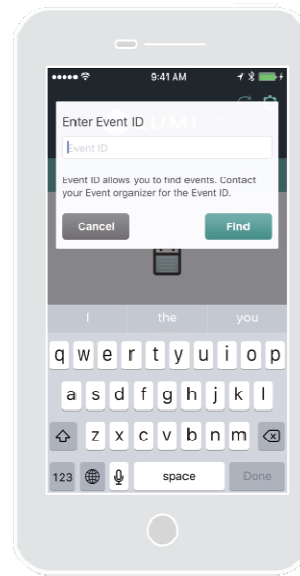 9:41 AM
Enter Event ID
LUMI
Event ID
Event ID allows you to find events. Contact
your Event organizer for the Event ID.
Cancel Find
I the you
q w e r t y u i o p
a s d f g h j k l
z x c v b n m
123 space Done